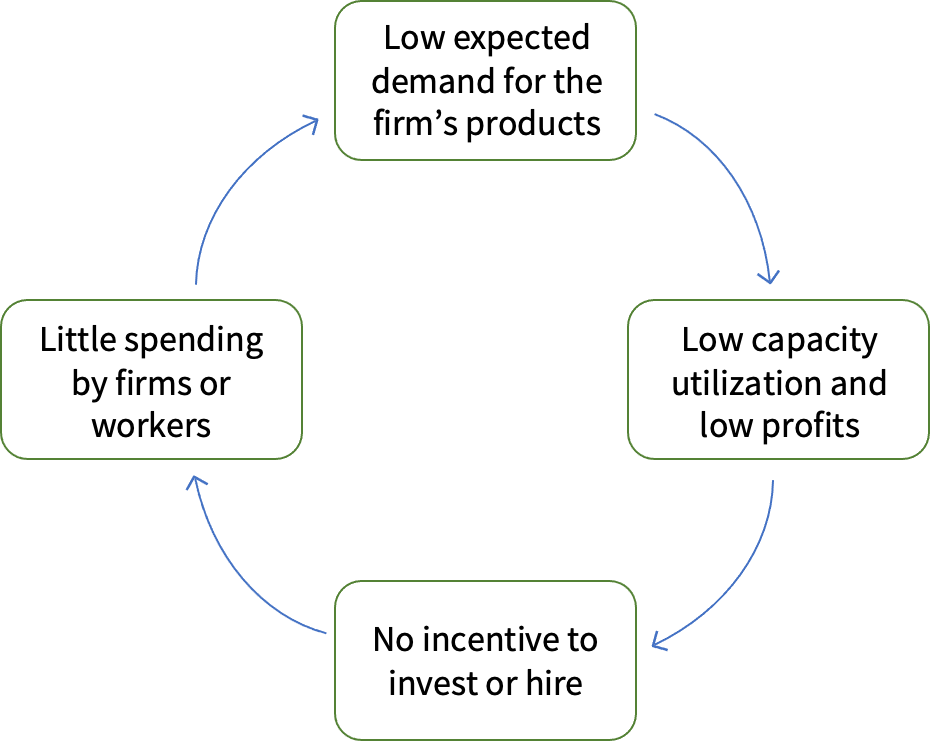 Low expected
demand for the
firm’s products
Low capacity
utilization and
low profits
No incentive to
invest or hire
Little spending
by firms or
workers